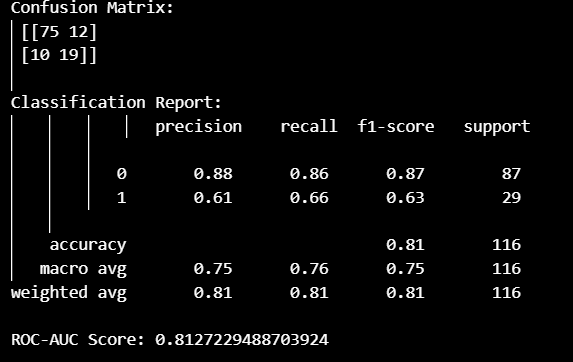 Confusion Matrix:
[[75 12]
[10 19]]
Classification Report:
precision recall f1-score support
0 0.88 0.86 0.87 87
1 0.61 0.66 0.63 29
accuracy 0.81 116
macro avg 0.75 0.76 0.75 116
weighted avg 0.81 0.81 0.81 116
ROC-AUC Score: 0.8127229488703924